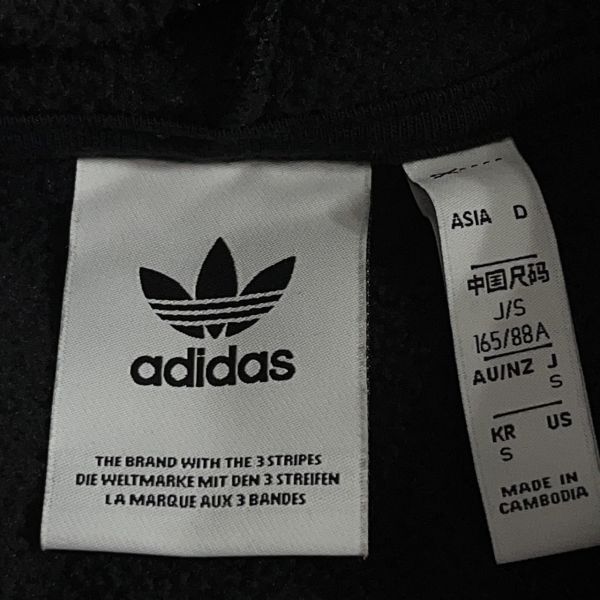 adidas
THE BRAND WITH THE 3 STRIPES
DIE WELTMARKE MIT DEN 3 STREIFEN
LA MARQUE AUX 3 BANDES
ASIA D
中国尺码
J/S
165/88A
AU/NZ J
S
KR US
S
MADE IN
CAMBODIA